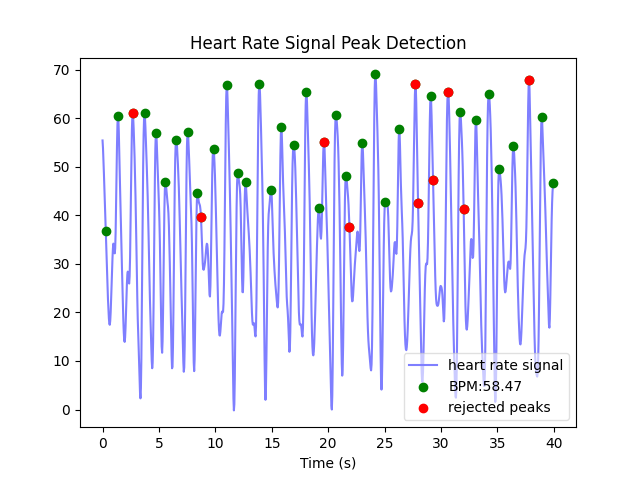 Heart Rate Signal Peak Detection
70
60
50
40
30
20
10
0
heart rate signal
BPM:58.47
rejected peaks
0 5 10 15 20 25 30 35 40
Time (s)